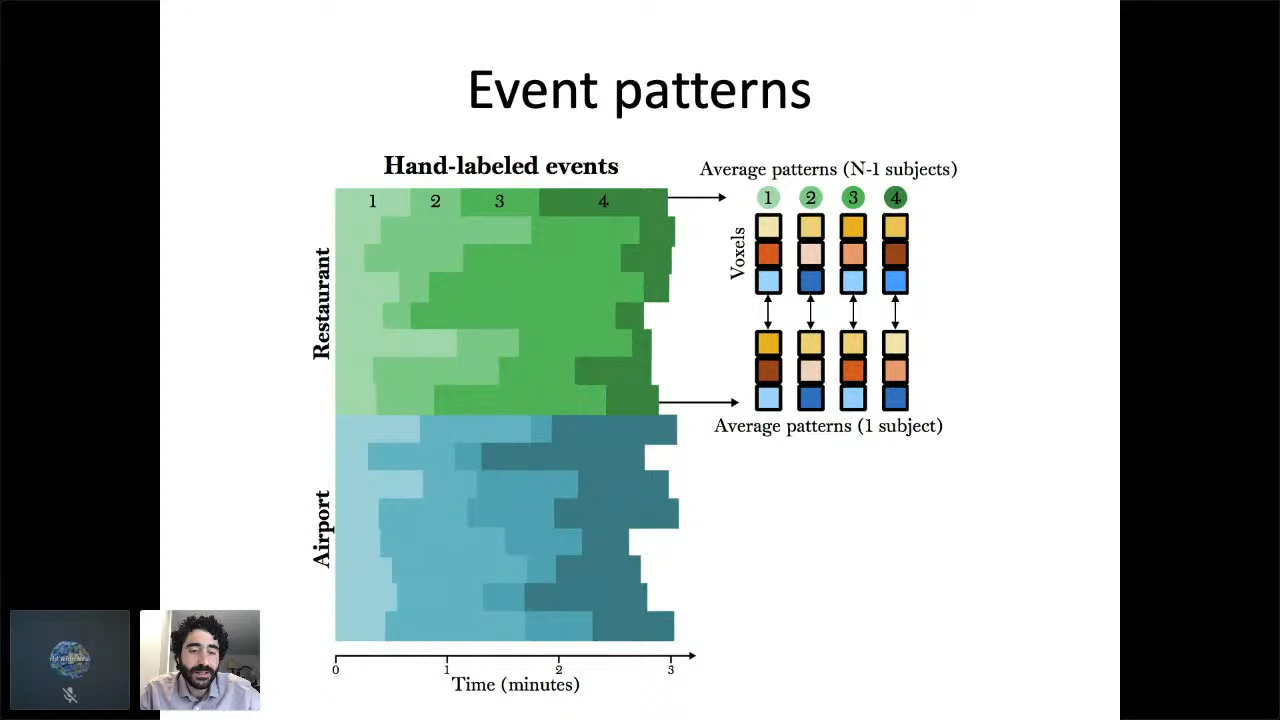 Event patterns
Hand-labeled events
Average patterns (N-1 subjects)
1 2 3 4
1 2 3 4
Voxels
Restaurant
Average patterns (1 subject)
Airport
0 1 2 3
Time (minutes)